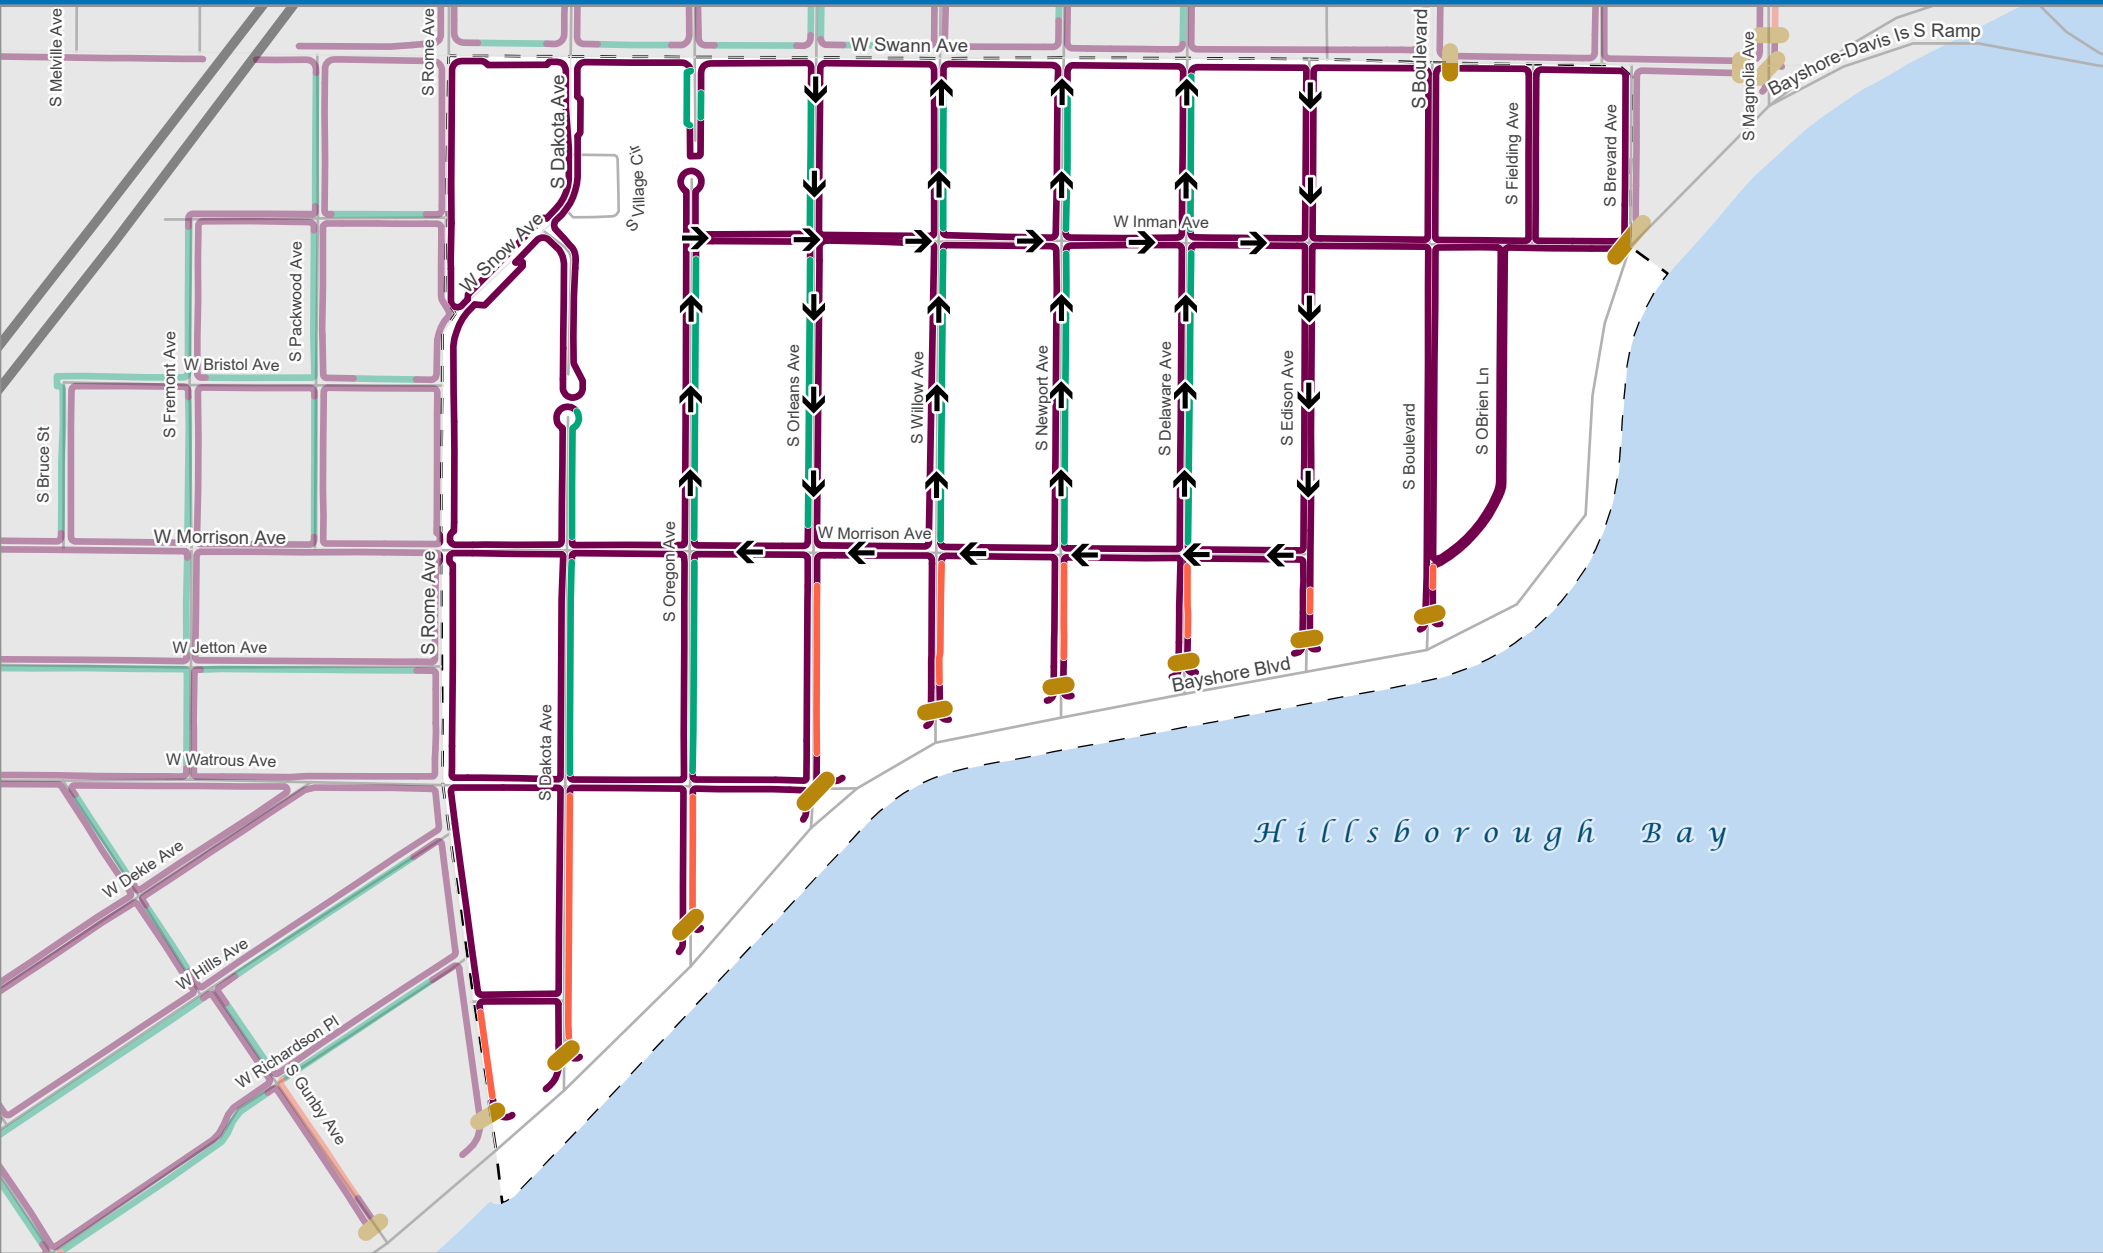 S Melville Ave
S Rome Ave
W Swann Ave
S Boulevard
S Magnolia Ave
Bayshore-Davis Is S Ramp
S Dakota Ave
S Village Cir
S Fielding Ave
S Brevard Ave
W Inman Ave
W Snow Ave
S Packwood Ave
S Fremont Ave
W Bristol Ave
S Bruce St
S Orleans Ave
S Willow Ave
S Newport Ave
S Delaware Ave
S Edison Ave
S Boulevard
S OBrien Ln
W Morrison Ave
W Morrison Ave
S Oregon Ave
S Rome Ave
W Jetton Ave
Bayshore Blvd
W Watrous Ave
S Dakota Ave
Hillsborough Bay
W Dekle Ave
W Hills Ave
W Richardson Pl
S Gunby Ave